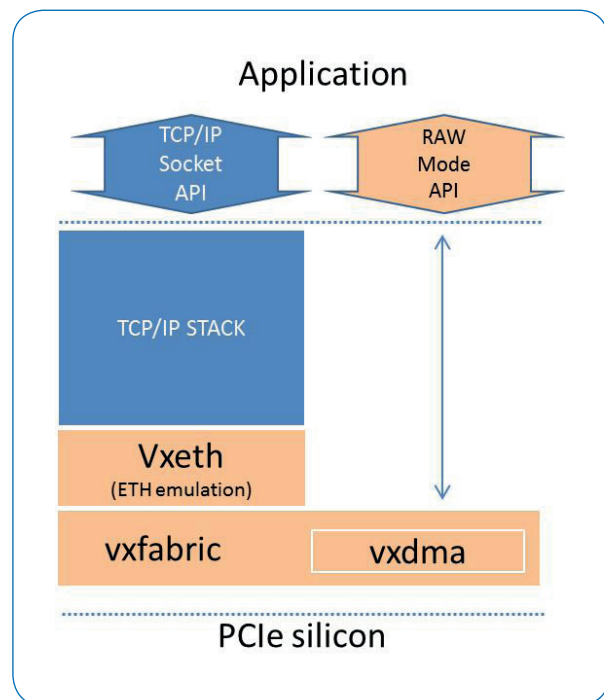 Application
TCP/IP
Socket
API
RAW
Mode
API
TCP/IP STACK
Vxeth
(ETH emulation)
vxfabric
vxdma
PCIe silicon